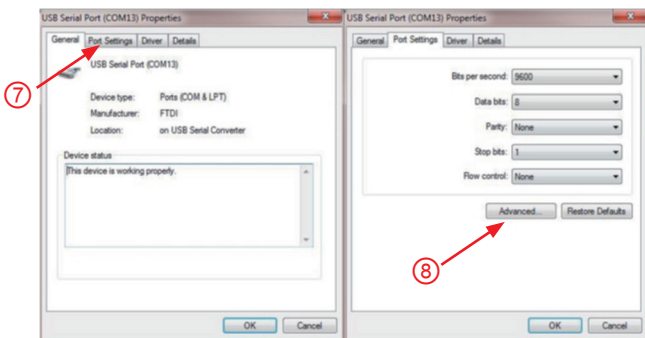 USB Serial Port (COM13) Properties
General Port Settings Driver Details
⑦
USB Serial Port (COM13)
Device type: Ports (COM & LPT)
Manufacturer: FTDI
Location: on USB Serial Converter
Device status
This device is working properly.
OK Cancel
USB Serial Port (COM13) Properties
General Port Settings Driver Details
Bits per second: 9600
Data bits: 8
Parity: None
Stop bits: 1
Flow control: None
Advanced... Restore Defaults
⑧
OK Cancel